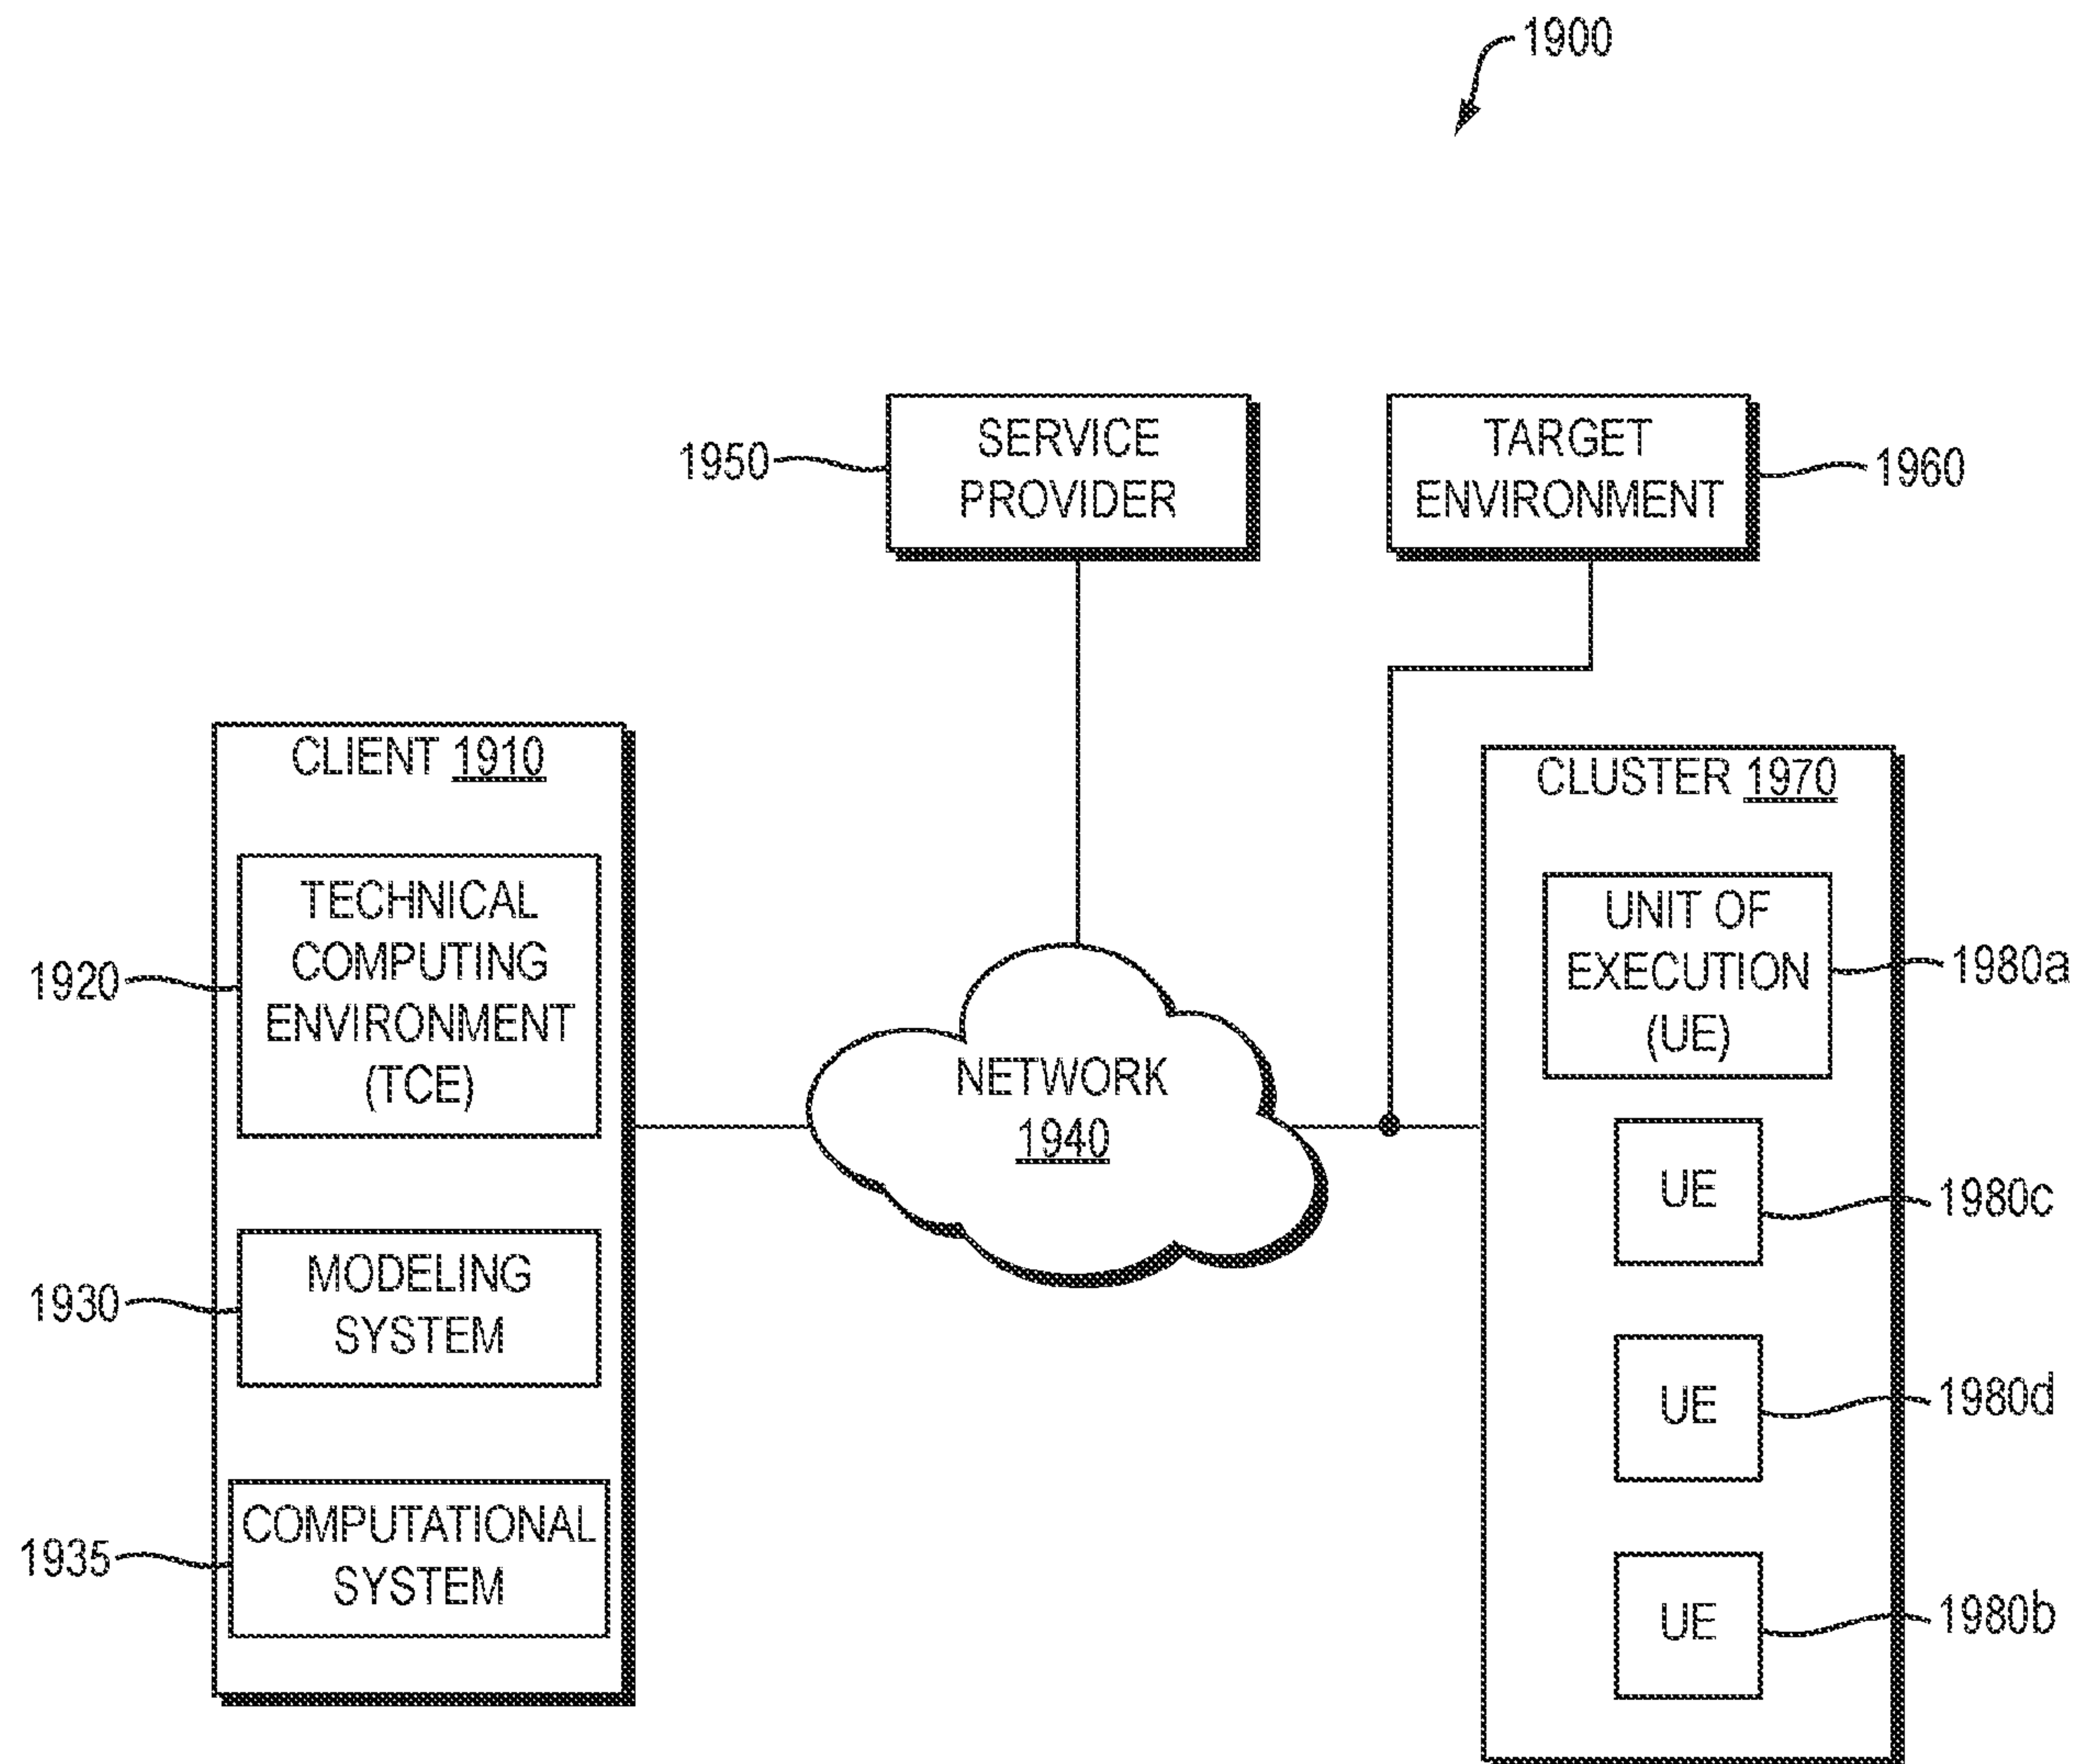 1900
SERVICE
PROVIDER
1950
TARGET
ENVIRONMENT
1960
CLIENT 1910
TECHNICAL
COMPUTING
ENVIRONMENT
(TCE)
1920
MODELING
SYSTEM
1930
COMPUTATIONAL
SYSTEM
1935
NETWORK
1940
CLUSTER 1970
UNIT OF
EXECUTION
(UE)
1980a
UE
1980c
UE
1980d
UE
1980b